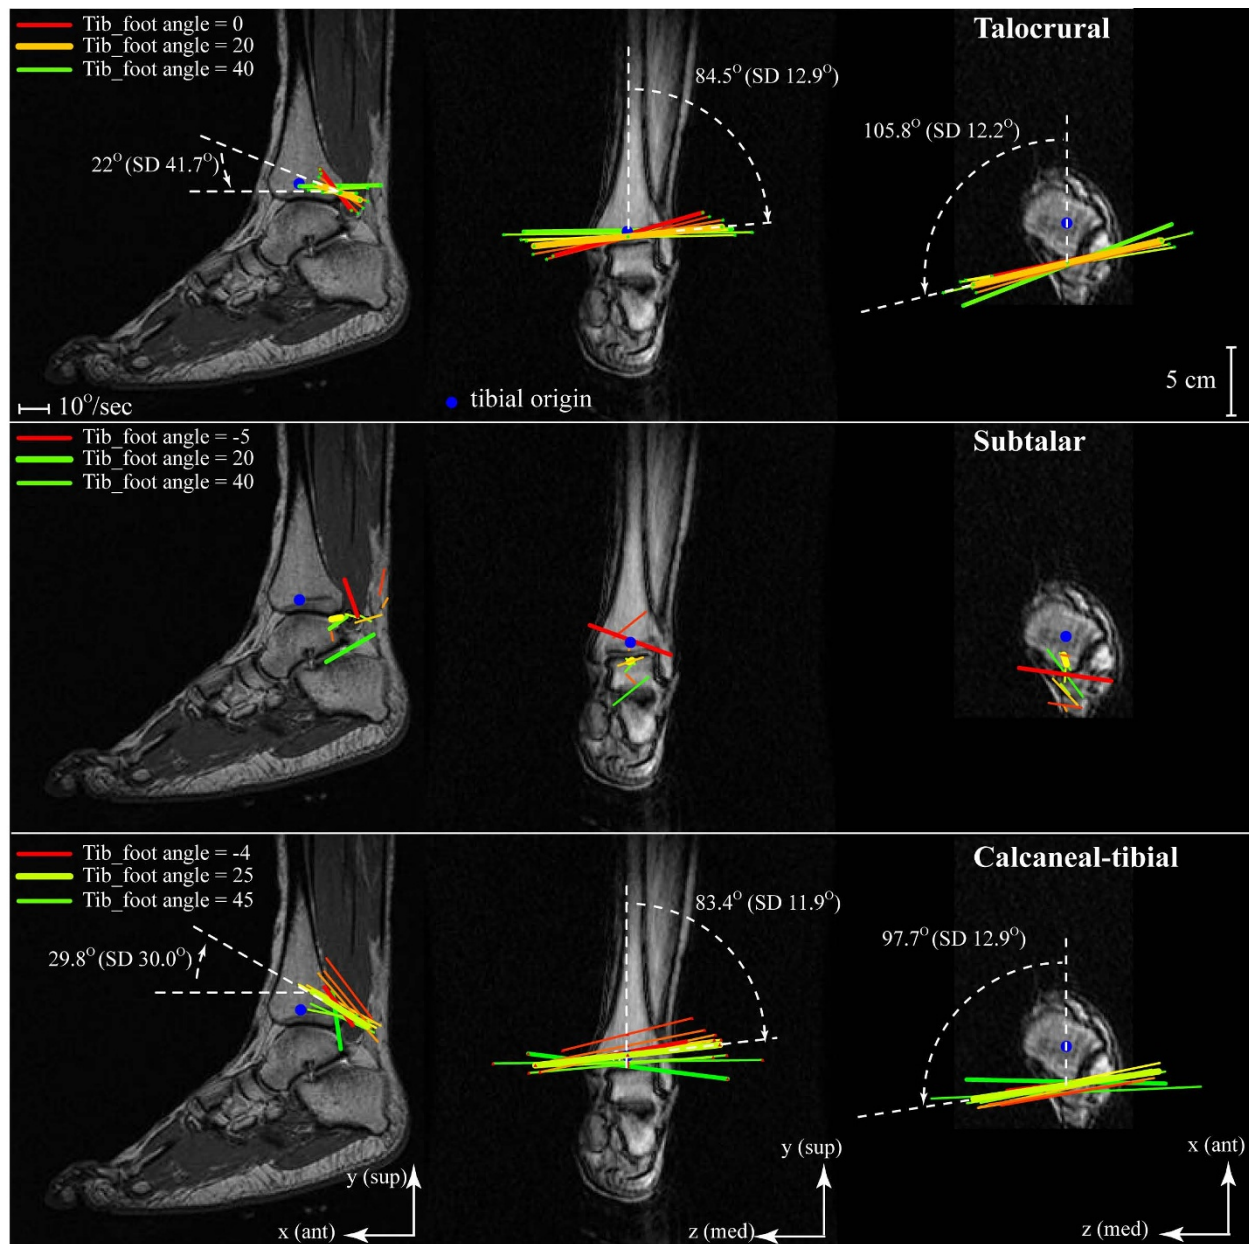 Tib_foot angle = 0
Tib_foot angle = 20
Tib_foot angle = 40
Talocrural
84.5° (SD 12.9°)
105.8° (SD 12.2°)
22° (SD 41.7°)
10°/sec
tibial origin
5 cm
Tib_foot angle = -5
Tib_foot angle = 20
Tib_foot angle = 40
Subtalar
Tib_foot angle = -4
Tib_foot angle = 25
Tib_foot angle = 45
Calcaneal-tibial
83.4° (SD 11.9°)
97.7° (SD 12.9°)
29.8° (SD 30.0°)
y (sup)
x (ant)
y (sup)
z (med)
x (ant)
z (med)